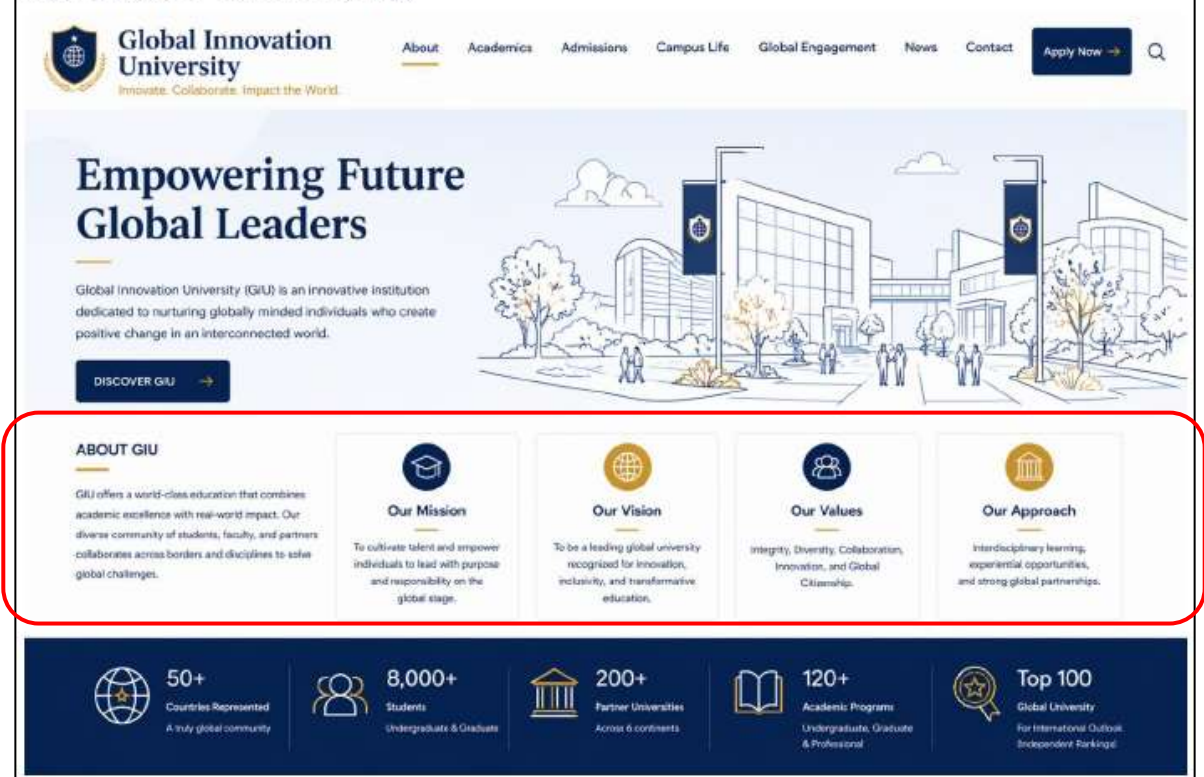 Global Innovation
University
Innovate. Collaborate. Impact the World.
About
Academics
Admissions
Campus Life
Global Engagement
News
Contact
Apply Now →
Empowering Future
Global Leaders
Global Innovation University (GIU) is an innovative institution
dedicated to nurturing globally minded individuals who create
positive change in an interconnected world.
DISCOVER GIU →
ABOUT GIU
GIU offers a world-class education that combines
academic excellence with real-world impact. Our
diverse community of students, faculty, and partners
collaborates across borders and disciplines to solve
global challenges.
Our Mission
To cultivate talent and empower
individuals to lead with purpose
and responsibility on the
global stage.
Our Vision
To be a leading global university
recognized for innovation,
inclusivity, and transformative
education.
Our Values
Integrity, Diversity, Collaboration,
Innovation, and Global
Citizenship.
Our Approach
Interdisciplinary learning,
experiential opportunities,
and strong global partnerships.
50+
Countries Represented
A truly global community
8,000+
Students
Undergraduate & Graduate
200+
Partner Universities
Across 6 continents
120+
Academic Programs
Undergraduate, Graduate
& Professional
Top 100
Global University
For International Outlook
(Independent Rankings)